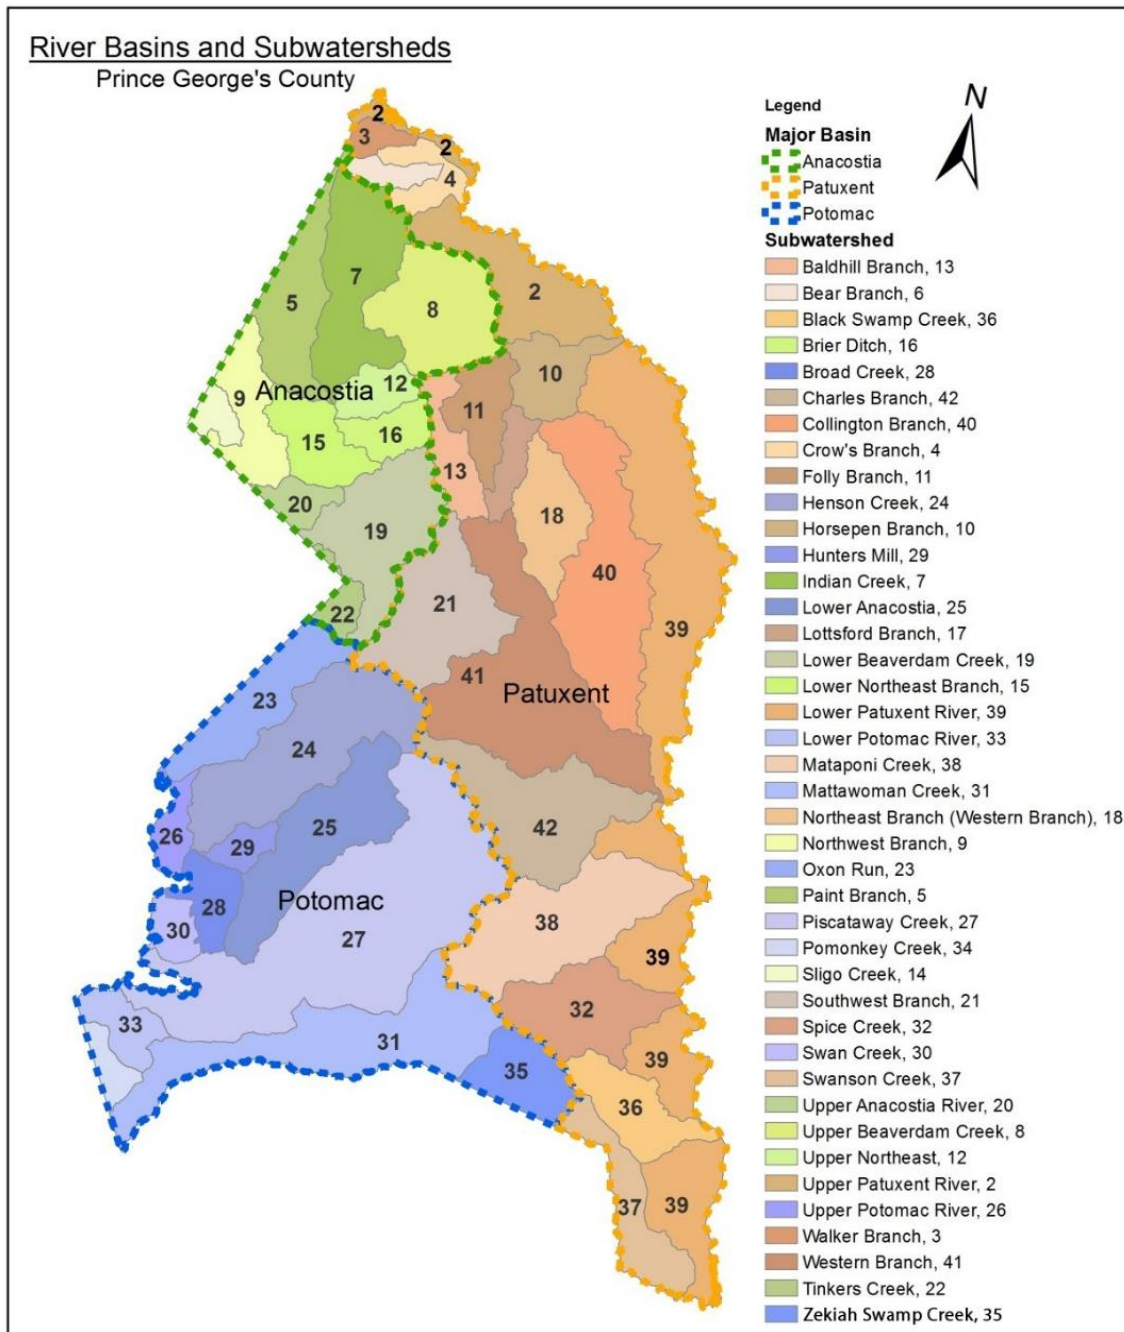 River Basins and Subwatersheds
Prince George's County
N
2
3
2
4
7
2
5
8
10
12
Anacostia
9
11
15
16
13
20
18
19
40
21
22
39
41
Patuxent
23
24
25
42
26
29
Potomac
28
38
30
27
39
32
33
31
39
35
36
37
39
Legend
Major Basin
Anacostia
Patuxent
Potomac
Subwatershed
Baldhill Branch, 13
Bear Branch, 6
Black Swamp Creek, 36
Brier Ditch, 16
Broad Creek, 28
Charles Branch, 42
Collington Branch, 40
Crow's Branch, 4
Folly Branch, 11
Henson Creek, 24
Horsepen Branch, 10
Hunters Mill, 29
Indian Creek, 7
Lower Anacostia, 25
Lottsford Branch, 17
Lower Beaverdam Creek, 19
Lower Northeast Branch, 15
Lower Patuxent River, 39
Lower Potomac River, 33
Mataponi Creek, 38
Mattawoman Creek, 31
Northeast Branch (Western Branch), 18
Northwest Branch, 9
Oxon Run, 23
Paint Branch, 5
Piscataway Creek, 27
Pomonkey Creek, 34
Sligo Creek, 14
Southwest Branch, 21
Spice Creek, 32
Swan Creek, 30
Swanson Creek, 37
Upper Anacostia River, 20
Upper Beaverdam Creek, 8
Upper Northeast, 12
Upper Patuxent River, 2
Upper Potomac River, 26
Walker Branch, 3
Western Branch, 41
Tinkers Creek, 22
Zekiah Swamp Creek, 35